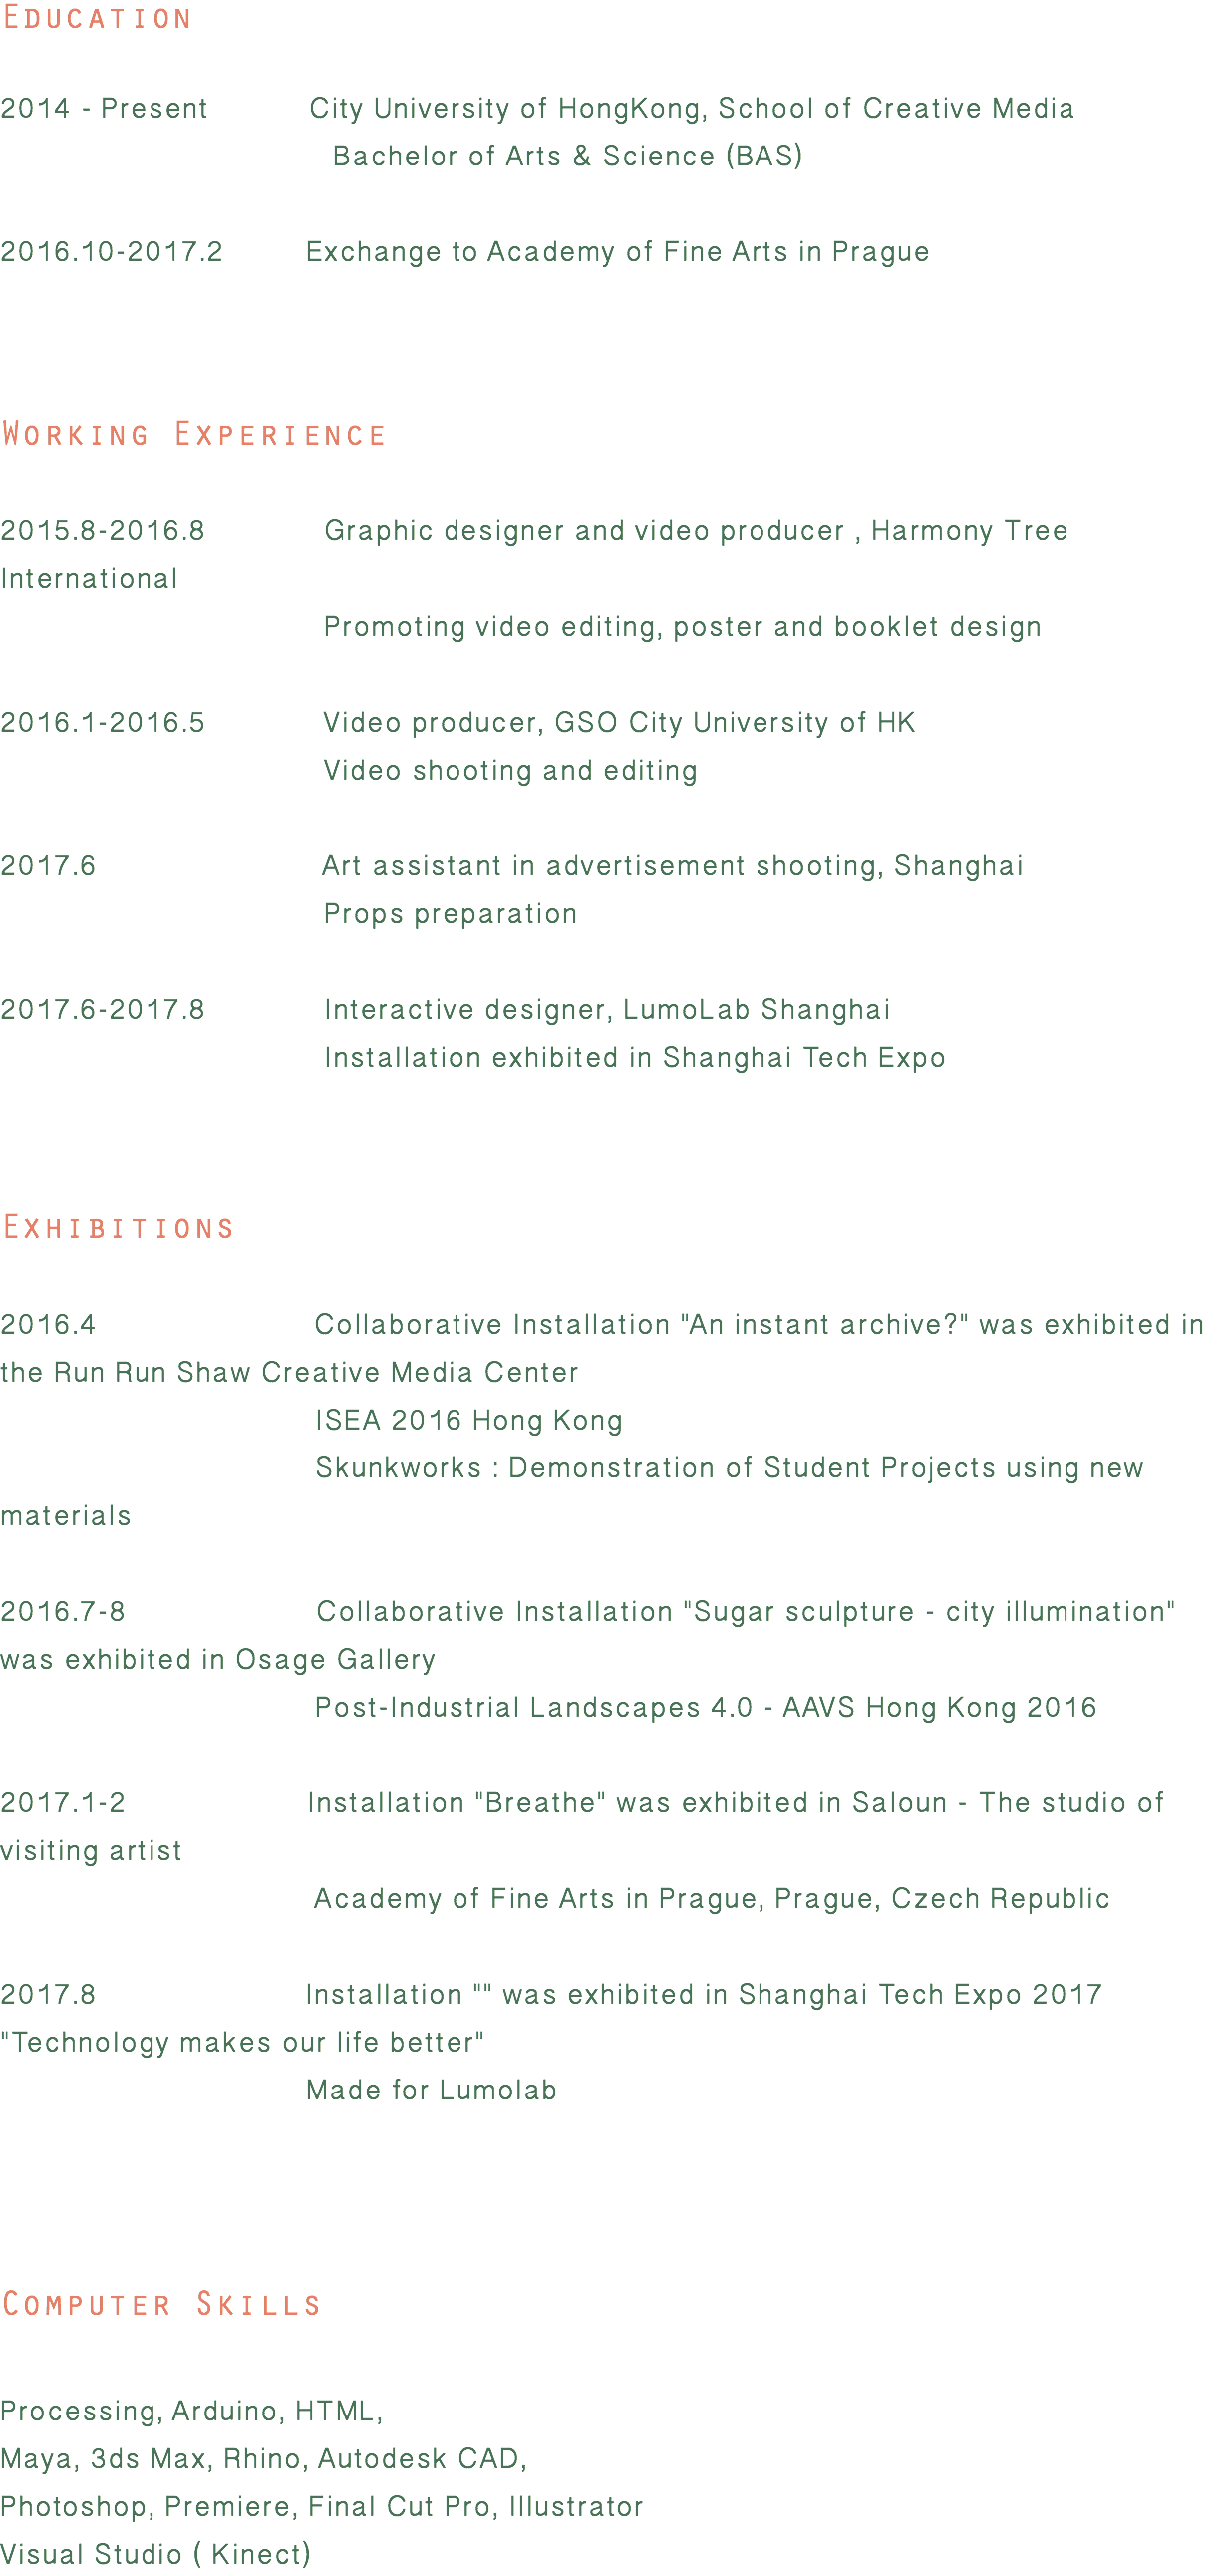 Education
2014 - Present City University of HongKong, School of Creative Media
Bachelor of Arts & Science (BAS)
2016.10-2017.2 Exchange to Academy of Fine Arts in Prague
Working Experience
2015.8-2016.8 Graphic designer and video producer , Harmony Tree
International
Promoting video editing, poster and booklet design
2016.1-2016.5 Video producer, GSO City University of HK
Video shooting and editing
2017.6 Art assistant in advertisement shooting, Shanghai
Props preparation
2017.6-2017.8 Interactive designer, LumoLab Shanghai
Installation exhibited in Shanghai Tech Expo
Exhibitions
2016.4 Collaborative Installation "An instant archive?" was exhibited in
the Run Run Shaw Creative Media Center
ISEA 2016 Hong Kong
Skunkworks : Demonstration of Student Projects using new
materials
2016.7-8 Collaborative Installation "Sugar sculpture - city illumination"
was exhibited in Osage Gallery
Post-Industrial Landscapes 4.0 - AAVS Hong Kong 2016
2017.1-2 Installation "Breathe" was exhibited in Saloun - The studio of
visiting artist
Academy of Fine Arts in Prague, Prague, Czech Republic
2017.8 Installation "" was exhibited in Shanghai Tech Expo 2017
"Technology makes our life better"
Made for Lumolab
Computer Skills
Processing, Arduino, HTML,
Maya, 3ds Max, Rhino, Autodesk CAD,
Photoshop, Premiere, Final Cut Pro, Illustrator
Visual Studio ( Kinect)